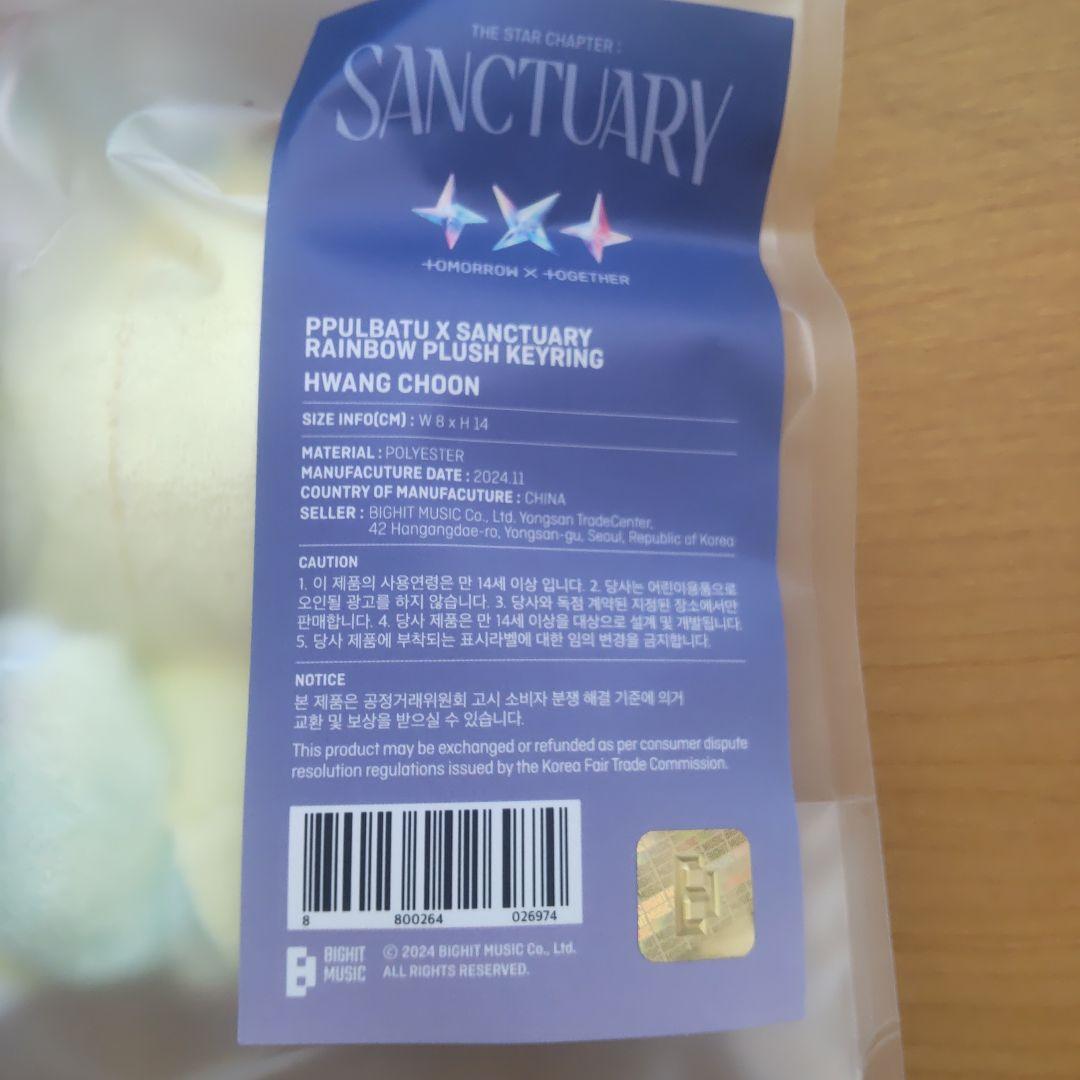 THE STAR CHAPTER :
SANCTUARY
TOMORROW X TOGETHER
PPULBATU X SANCTUARY
RAINBOW PLUSH KEYRING
HWANG CHOON
SIZE INFO(CM) : W 8 x H 14
MATERIAL : POLYESTER
MANUFACUTURE DATE : 2024.11
COUNTRY OF MANUFACUTURE : CHINA
SELLER : BIGHIT MUSIC Co., Ltd. Yongsan TradeCenter,
42 Hangangdae-ro, Yongsan-gu, Seoul, Republic of Korea
CAUTION
1. 이 제품의 사용연령은 만 14세 이상 입니다. 2. 당사는 어린이용품으로
오인될 광고를 하지 않습니다. 3. 당사와 독점 계약된 지정된 장소에서만
판매합니다. 4. 당사 제품은 만 14세 이상을 대상으로 설계 및 개발됩니다.
5. 당사 제품에 부착되는 표시라벨에 대한 임의 변경을 금지합니다.
NOTICE
본 제품은 공정거래위원회 고시 소비자 분쟁 해결 기준에 의거
교환 및 보상을 받으실 수 있습니다.
This product may be exchanged or refunded as per consumer dispute
resolution regulations issued by the Korea Fair Trade Commission.
8 800264 026974
BIGHIT MUSIC
© 2024 BIGHIT MUSIC Co., Ltd.
ALL RIGHTS RESERVED.